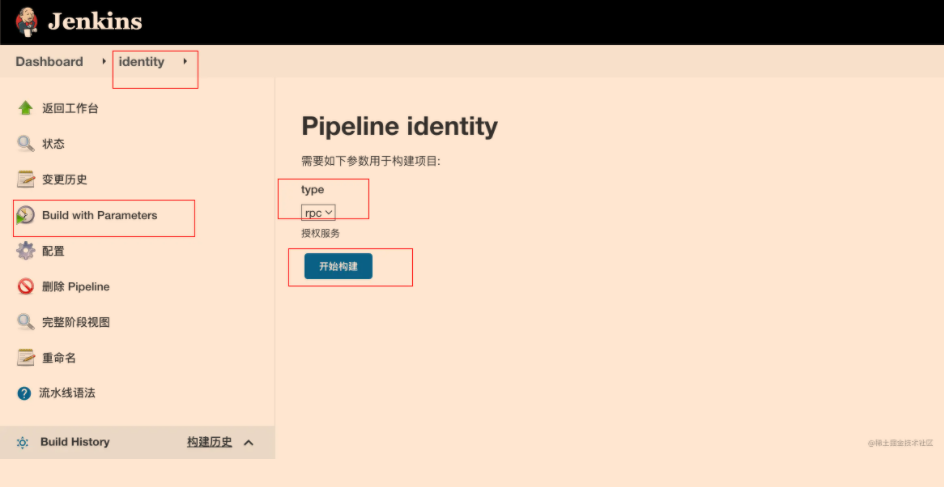 Jenkins
Dashboard
identity
返回工作台
状态
变更历史
Build with Parameters
配置
删除 Pipeline
完整阶段视图
重命名
流水线语法
Build History
构建历史
Pipeline identity
需要如下参数用于构建项目:
type
rpc
授权服务
开始构建
@稀土掘金技术社区